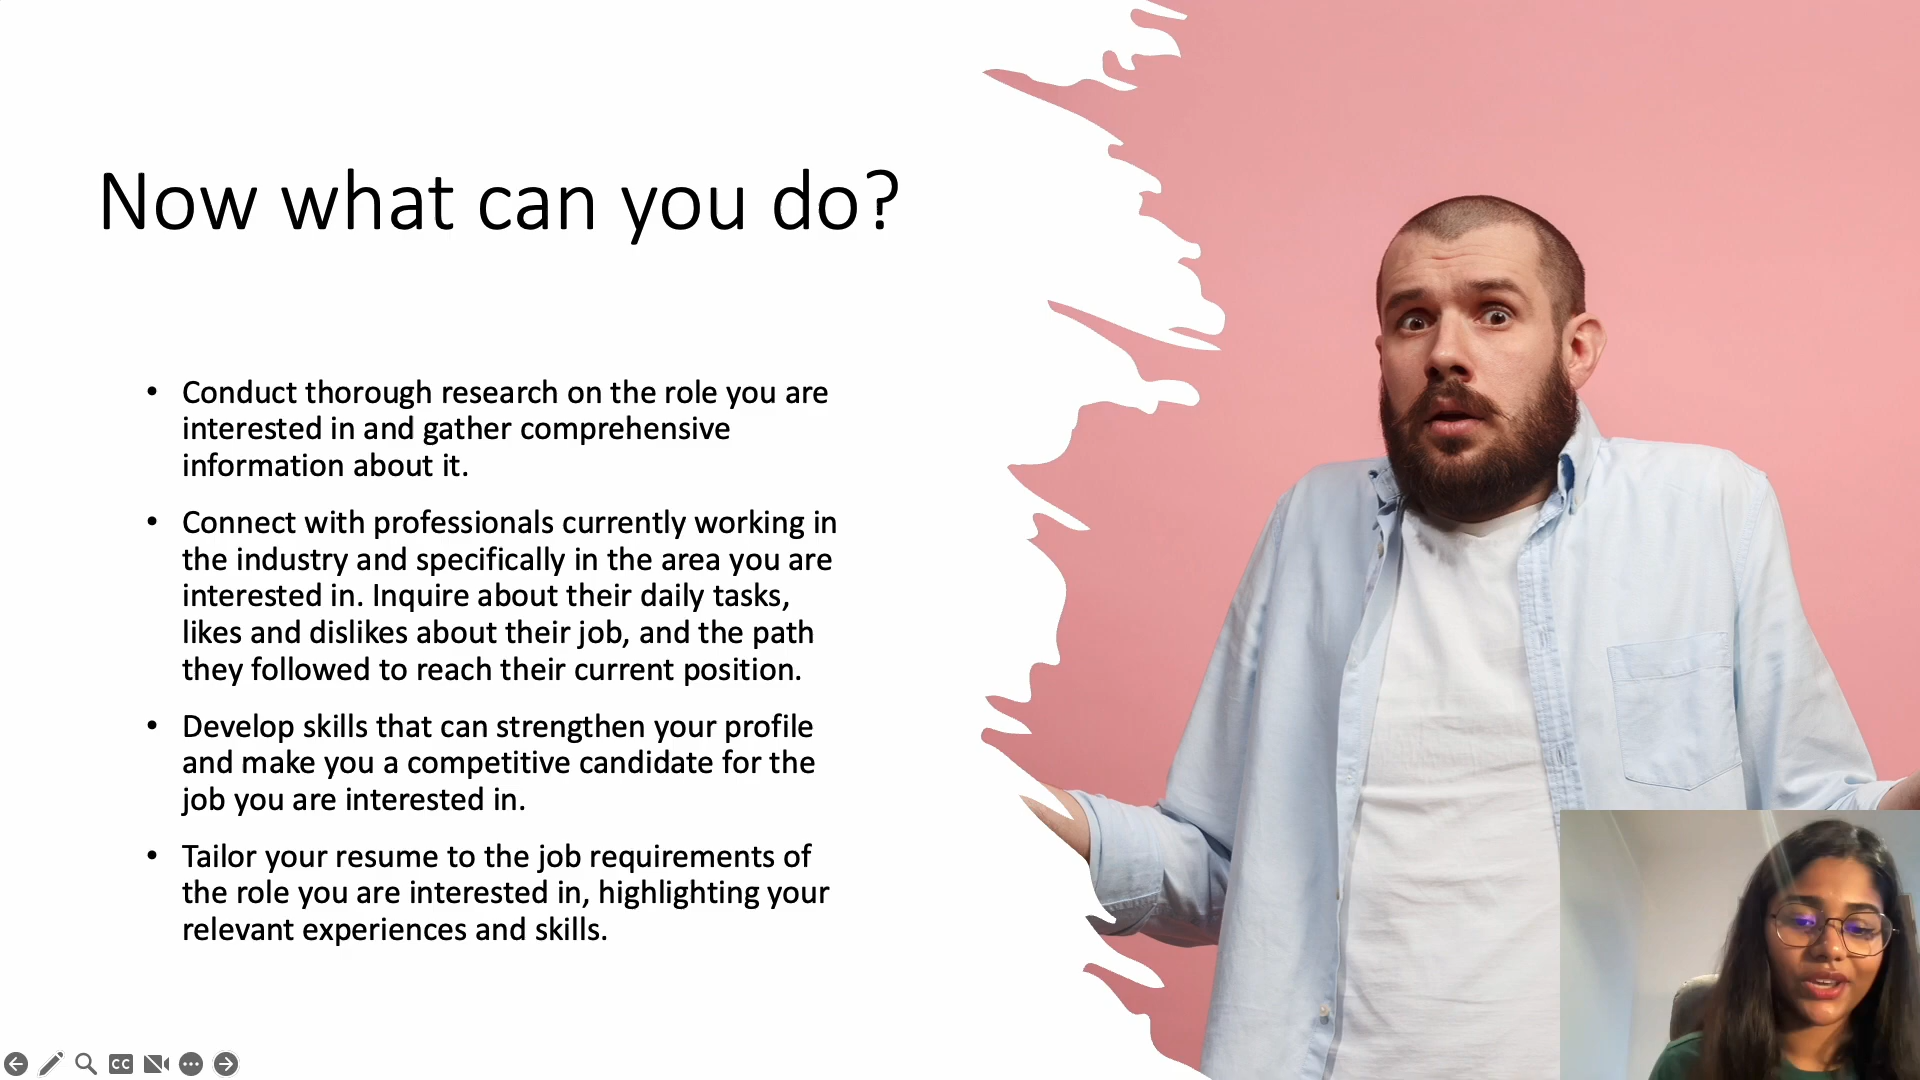 Now what can you do?
• Conduct thorough research on the role you are
interested in and gather comprehensive
information about it.
• Connect with professionals currently working in
the industry and specifically in the area you are
interested in. Inquire about their daily tasks,
likes and dislikes about their job, and the path
they followed to reach their current position.
• Develop skills that can strengthen your profile
and make you a competitive candidate for the
job you are interested in.
• Tailor your resume to the job requirements of
the role you are interested in, highlighting your
relevant experiences and skills.
CC